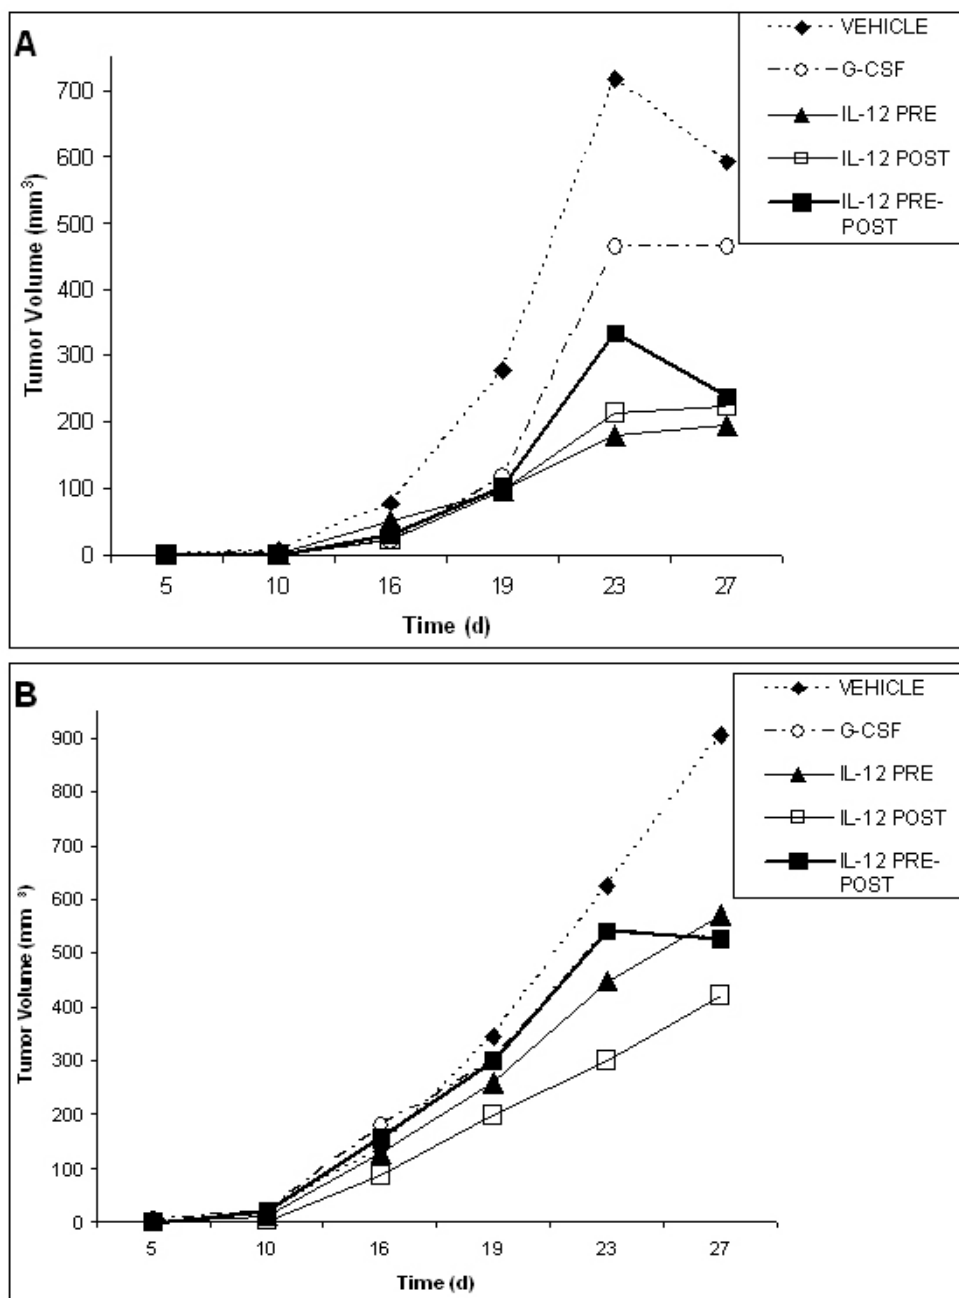 A
VEHICLE
G-CSF
IL-12 PRE
IL-12 POST
IL-12 PRE-
POST
Tumor Volume (mm³)
700
600
500
400
300
200
100
0
5 10 16 19 23 27
Time (d)
B
VEHICLE
G-CSF
IL-12 PRE
IL-12 POST
IL-12 PRE-
POST
Tumor Volume (mm ³)
900
800
700
600
500
400
300
200
100
0
5 10 16 19 23 27
Time (d)